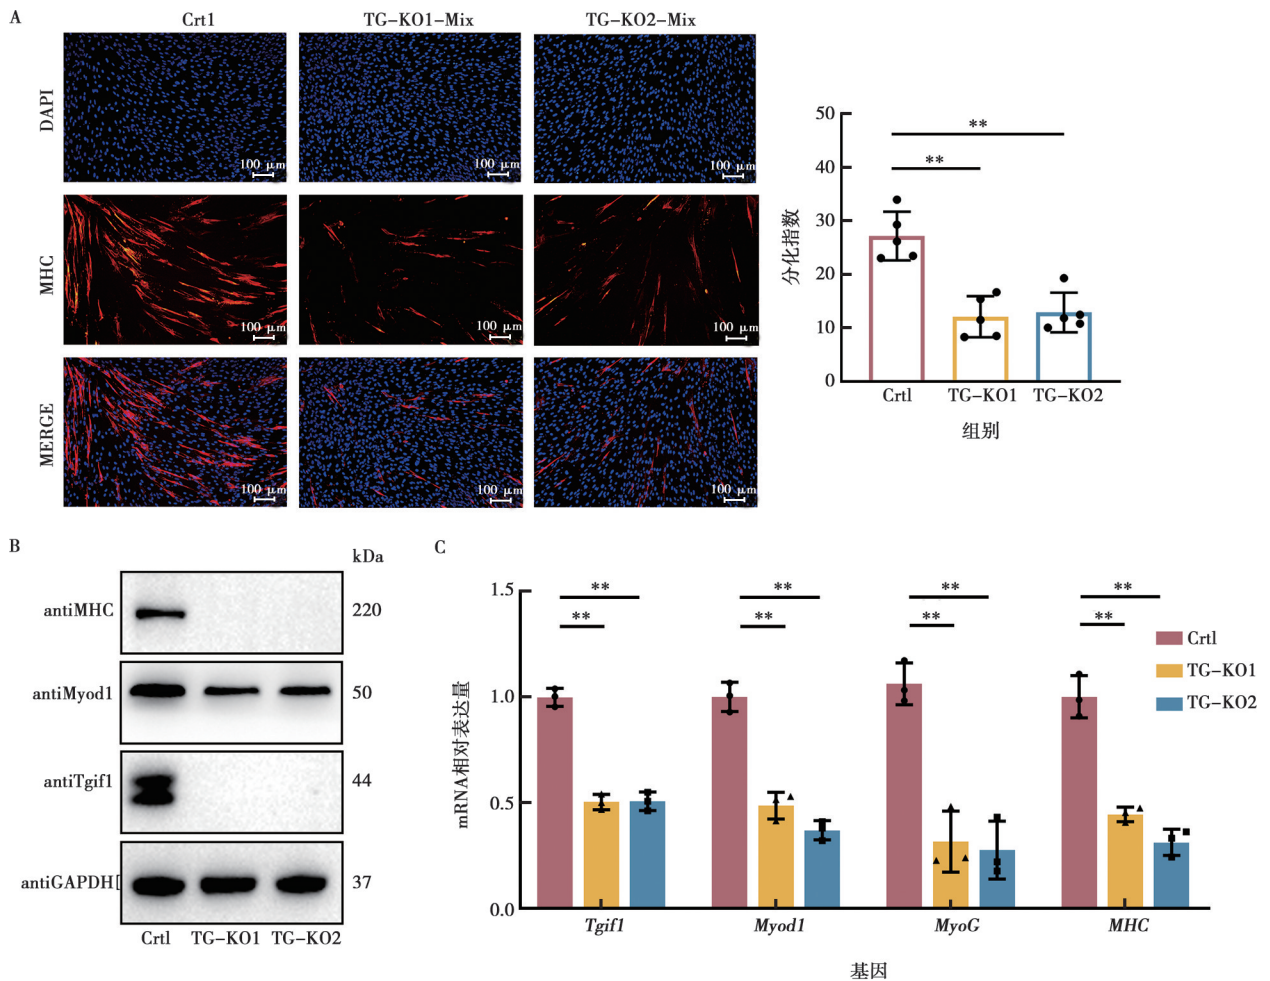 A
Crt1
TG-KO1-Mix
TG-KO2-Mix
DAPI
100 μm
100 μm
100 μm
MHC
100 μm
100 μm
100 μm
MERGE
100 μm
100 μm
100 μm
50
40
30
20
10
0
分化指数
**
**
Crtl
TG-KO1
TG-KO2
组别
B
kDa
antiMHC
220
antiMyod1
50
antiTgif1
44
antiGAPDH[
37
Crtl
TG-KO1
TG-KO2
C
1.5
1.0
0.5
0.0
mRNA相对表达量
**
**
**
**
**
**
**
**
Crtl
TG-KO1
TG-KO2
Tgif1
Myod1
MyoG
MHC
基因